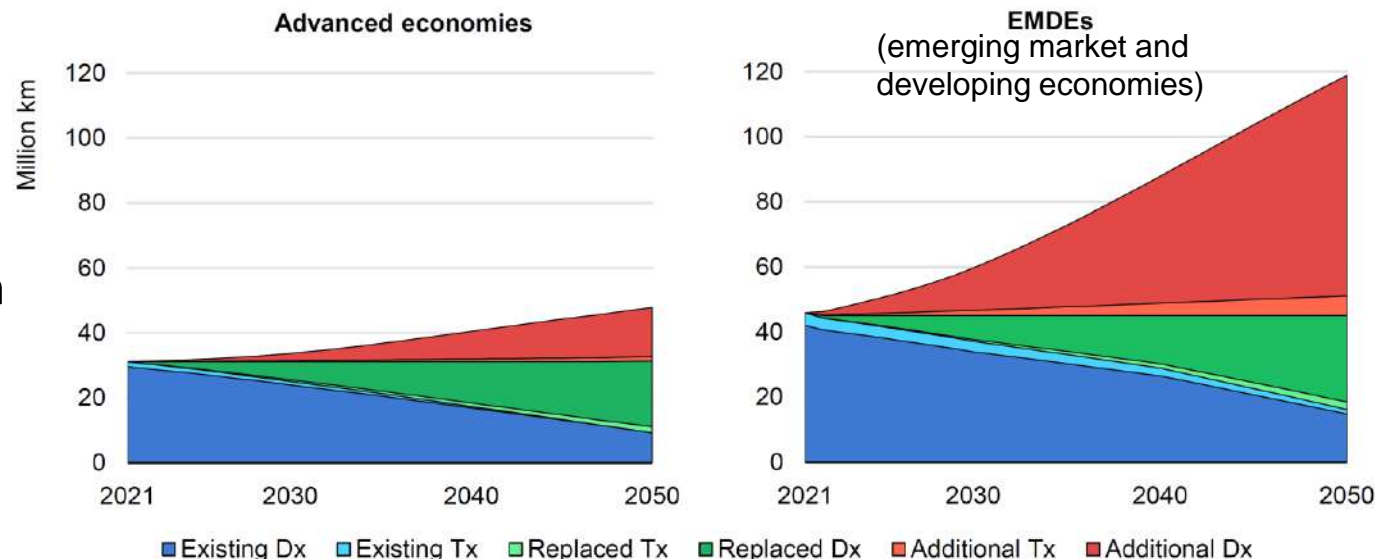 Advanced economies
Million km
120
100
80
60
40
20
0
2021 2030 2040 2050
EMDEs
(emerging market and
developing economies)
120
100
80
60
40
20
0
2021 2030 2040 2050
Existing Dx Existing Tx Replaced Tx Replaced Dx Additional Tx Additional Dx